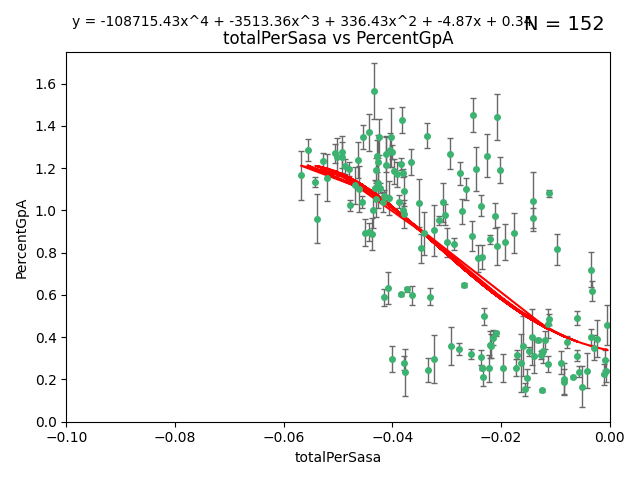 y = -108715.43x^4 + -3513.36x^3 + 336.43x^2 + -4.87x + 0.34
N = 152
totalPerSasa vs PercentGpA
PercentGpA
1.6
1.4
1.2
1.0
0.8
0.6
0.4
0.2
0.0
−0.10 −0.08 −0.06 −0.04 −0.02 0.00
totalPerSasa